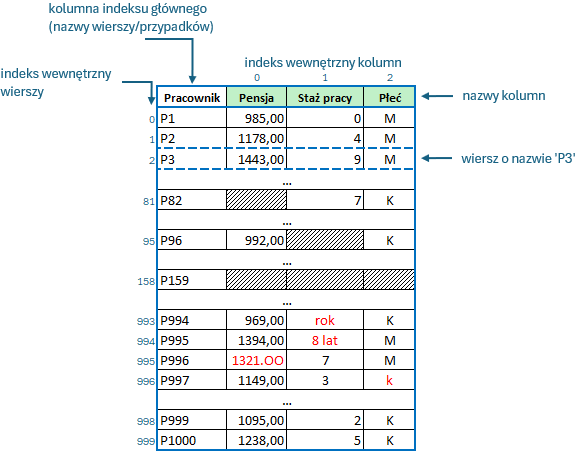 kolumna indeksu głównego
(nazwy wierszy/przypadków)
indeks wewnętrzny kolumn
indeks wewnętrzny
wierszy
0 1 2
Pracownik Pensja Staż pracy Płeć
nazwy kolumn
0 P1 985,00 0 M
1 P2 1178,00 4 M
2 P3 1443,00 9 M
wiersz o nazwie 'P3'
...
81 P82 7 K
...
95 P96 992,00 K
...
158 P159
...
993 P994 969,00 rok K
994 P995 1394,00 8 lat M
995 P996 1321.OO 7 M
996 P997 1149,00 3 k
...
998 P999 1095,00 2 K
999 P1000 1238,00 5 K